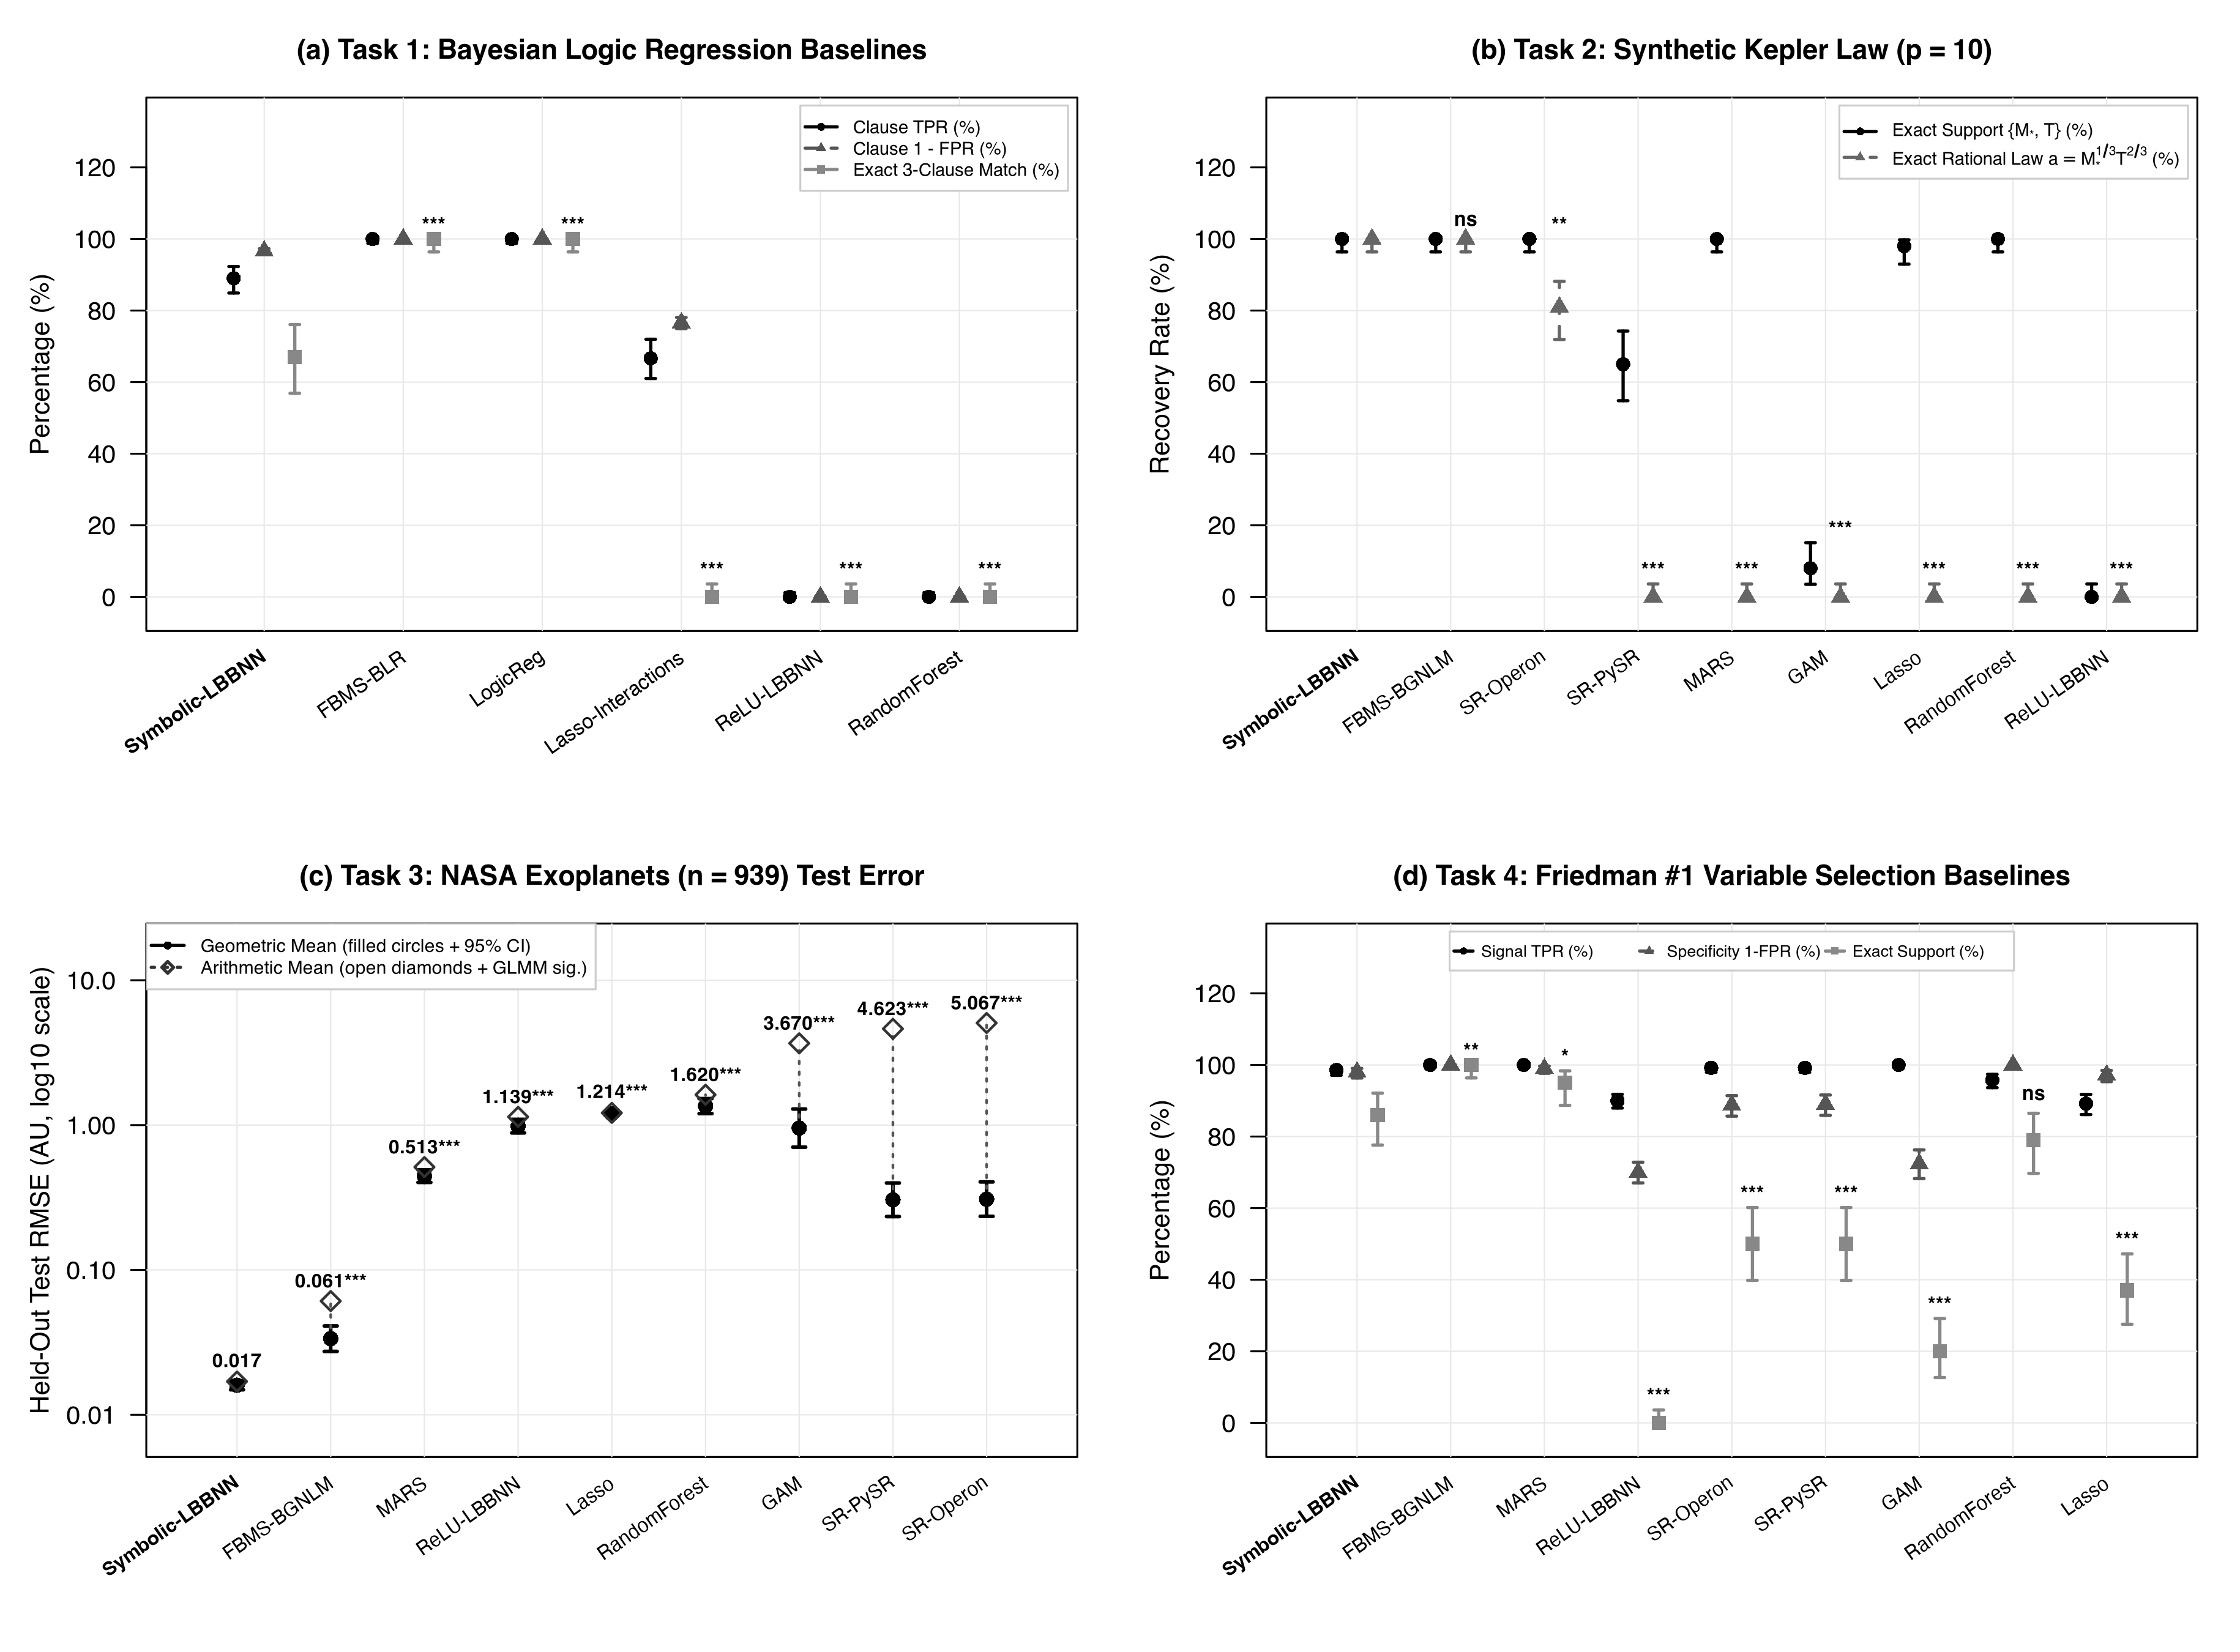 (a) Task 1: Bayesian Logic Regression Baselines
Percentage (%)
120
100
80
60
40
20
0
Clause TPR (%)
Clause 1 - FPR (%)
Exact 3-Clause Match (%)
***
***
***
***
***
Symbolic-LBBNN
FBMS-BLR
LogicReg
Lasso-Interactions
ReLU-LBBNN
RandomForest
(b) Task 2: Synthetic Kepler Law (p = 10)
Recovery Rate (%)
120
100
80
60
40
20
0
Exact Support {M*, T} (%)
Exact Rational Law a = M*^1/3 T^2/3 (%)
ns
**
***
***
***
***
***
***
Symbolic-LBBNN
FBMS-BGNLM
SR-Operon
SR-PySR
MARS
GAM
Lasso
RandomForest
ReLU-LBBNN
(c) Task 3: NASA Exoplanets (n = 939) Test Error
Held-Out Test RMSE (AU, log10 scale)
10.0
1.00
0.10
0.01
Geometric Mean (filled circles + 95% CI)
Arithmetic Mean (open diamonds + GLMM sig.)
0.017
0.061***
0.513***
1.139***
1.214***
1.620***
3.670***
4.623***
5.067***
Symbolic-LBBNN
FBMS-BGNLM
MARS
ReLU-LBBNN
Lasso
RandomForest
GAM
SR-PySR
SR-Operon
(d) Task 4: Friedman #1 Variable Selection Baselines
Percentage (%)
120
100
80
60
40
20
0
Signal TPR (%) Specificity 1-FPR (%) Exact Support (%)
**
*
***
***
***
***
ns
***
Symbolic-LBBNN
FBMS-BGNLM
MARS
ReLU-LBBNN
SR-Operon
SR-PySR
GAM
RandomForest
Lasso